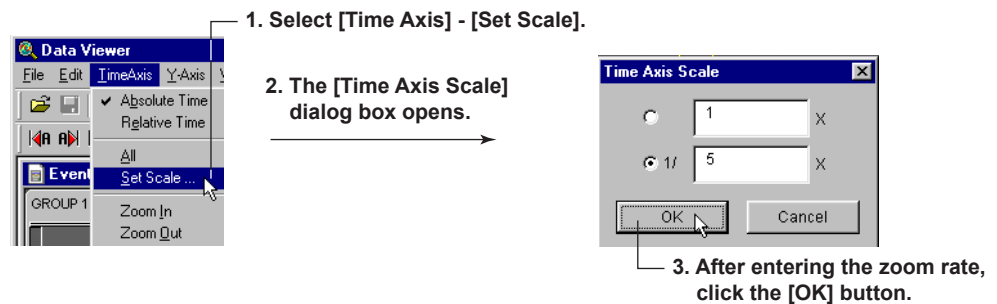 1. Select [Time Axis] - [Set Scale].
Data Viewer
File Edit TimeAxis Y-Axis
Absolute Time
Relative Time
All
Set Scale ...
Zoom In
Zoom Out
A A
Event
GROUP 1
2. The [Time Axis Scale]
dialog box opens.
Time Axis Scale
1 X
1/ 5 X
OK Cancel
3. After entering the zoom rate,
click the [OK] button.